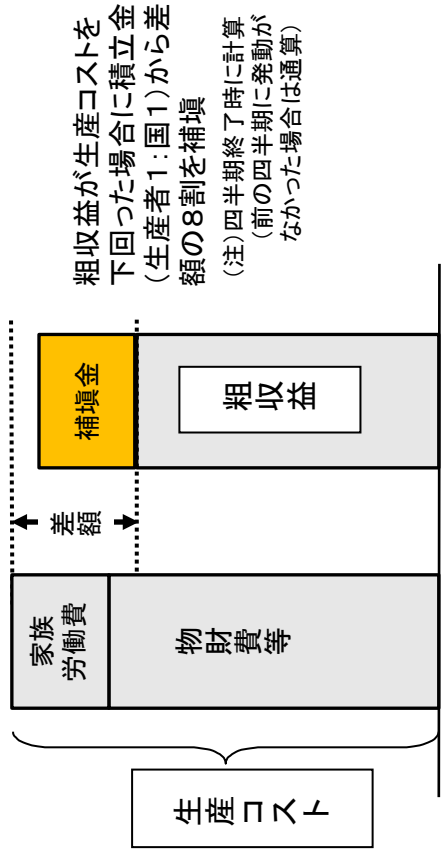 生産コスト
家族
労働費
物財費等
差額
補填金
粗収益
粗収益が生産コストを
下回った場合に積立金
(生産者1:国1)から差
額の8割を補填
(注)四半期終了時に計算
(前の四半期に発動が
なかった場合は通算)